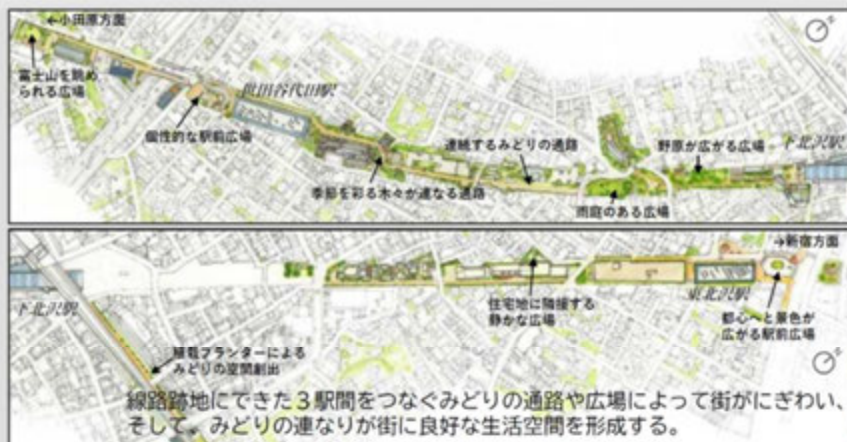 ←小田原方面
富士山を眺め
られる広場
世田谷代田駅
個性的な駅前広場
季節を彩る木々が連なる通路
連続するみどりの通路
雨庭のある広場
野原が広がる広場
下北沢駅
→新宿方面
下北沢駅
住宅地に隣接する
静かな広場
東北沢駅
都心へと景色が
広がる駅前広場
植栽プランターによる
みどりの空間創出
線路跡地にできた3駅間をつなぐみどりの通路や広場によって街がにぎわい、
そして、みどりの連なりが街に良好な生活空間を形成する。